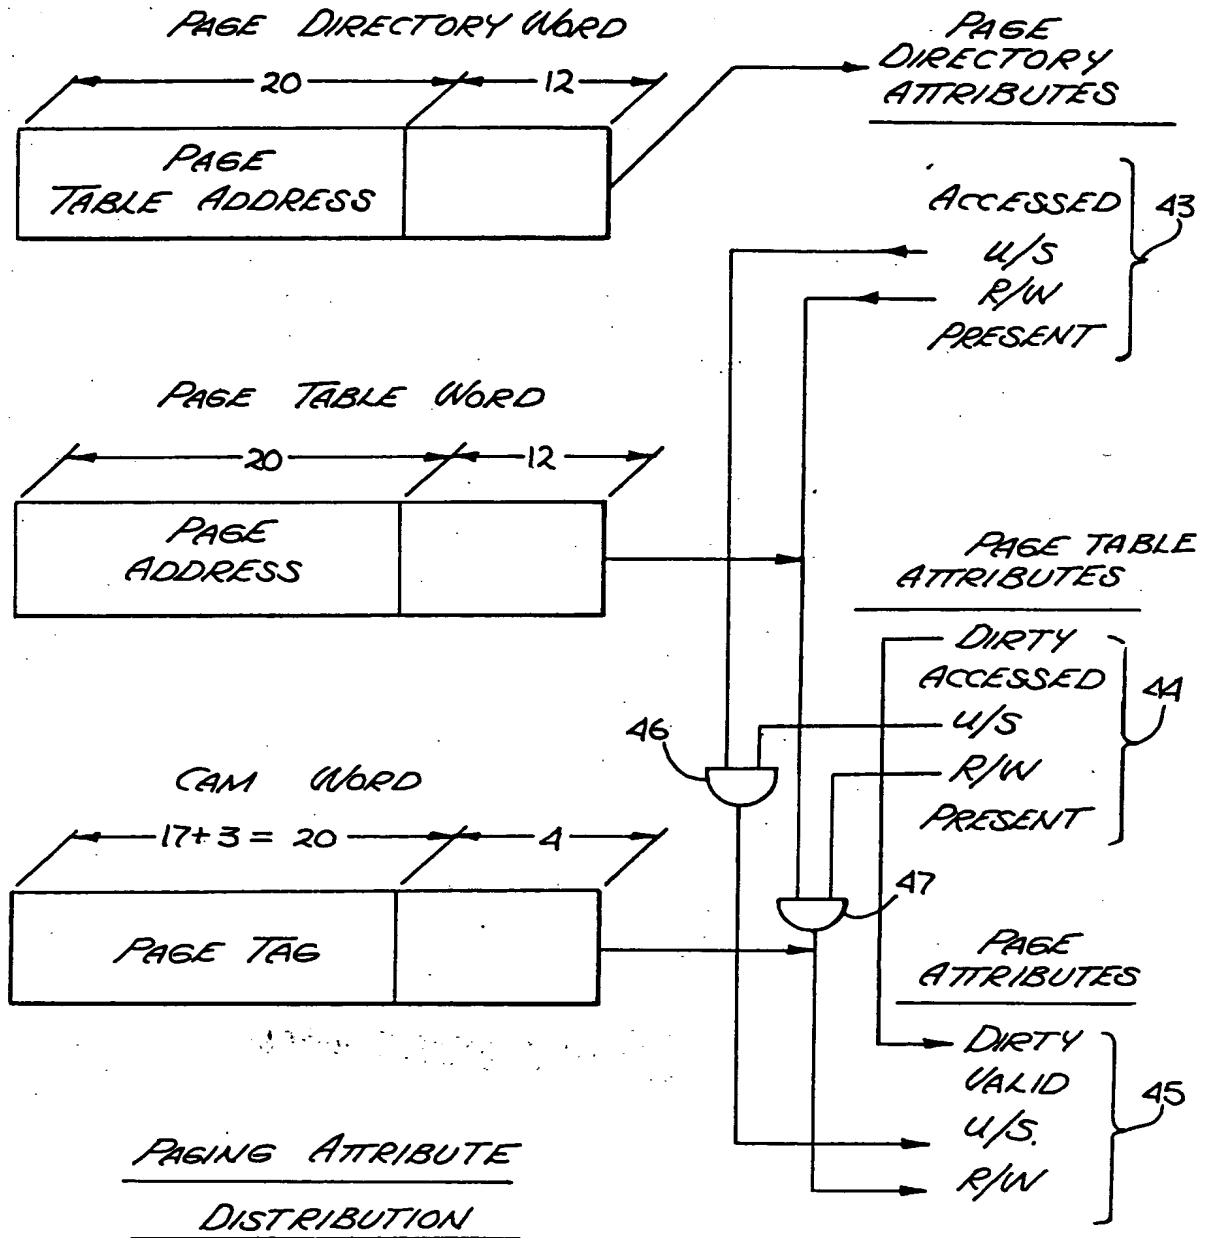 PAGE DIRECTORY WORD
20
12
PAGE
TABLE ADDRESS
PAGE
DIRECTORY
ATTRIBUTES
ACCESSED
U/S
R/W
PRESENT
43
PAGE TABLE WORD
20
12
PAGE
ADDRESS
PAGE TABLE
ATTRIBUTES
DIRTY
ACCESSED
U/S
R/W
PRESENT
44
46
47
CAM WORD
17+3 = 20
4
PAGE TAG
PAGE
ATTRIBUTES
DIRTY
VALID
U/S.
R/W
45
PAGING ATTRIBUTE
DISTRIBUTION